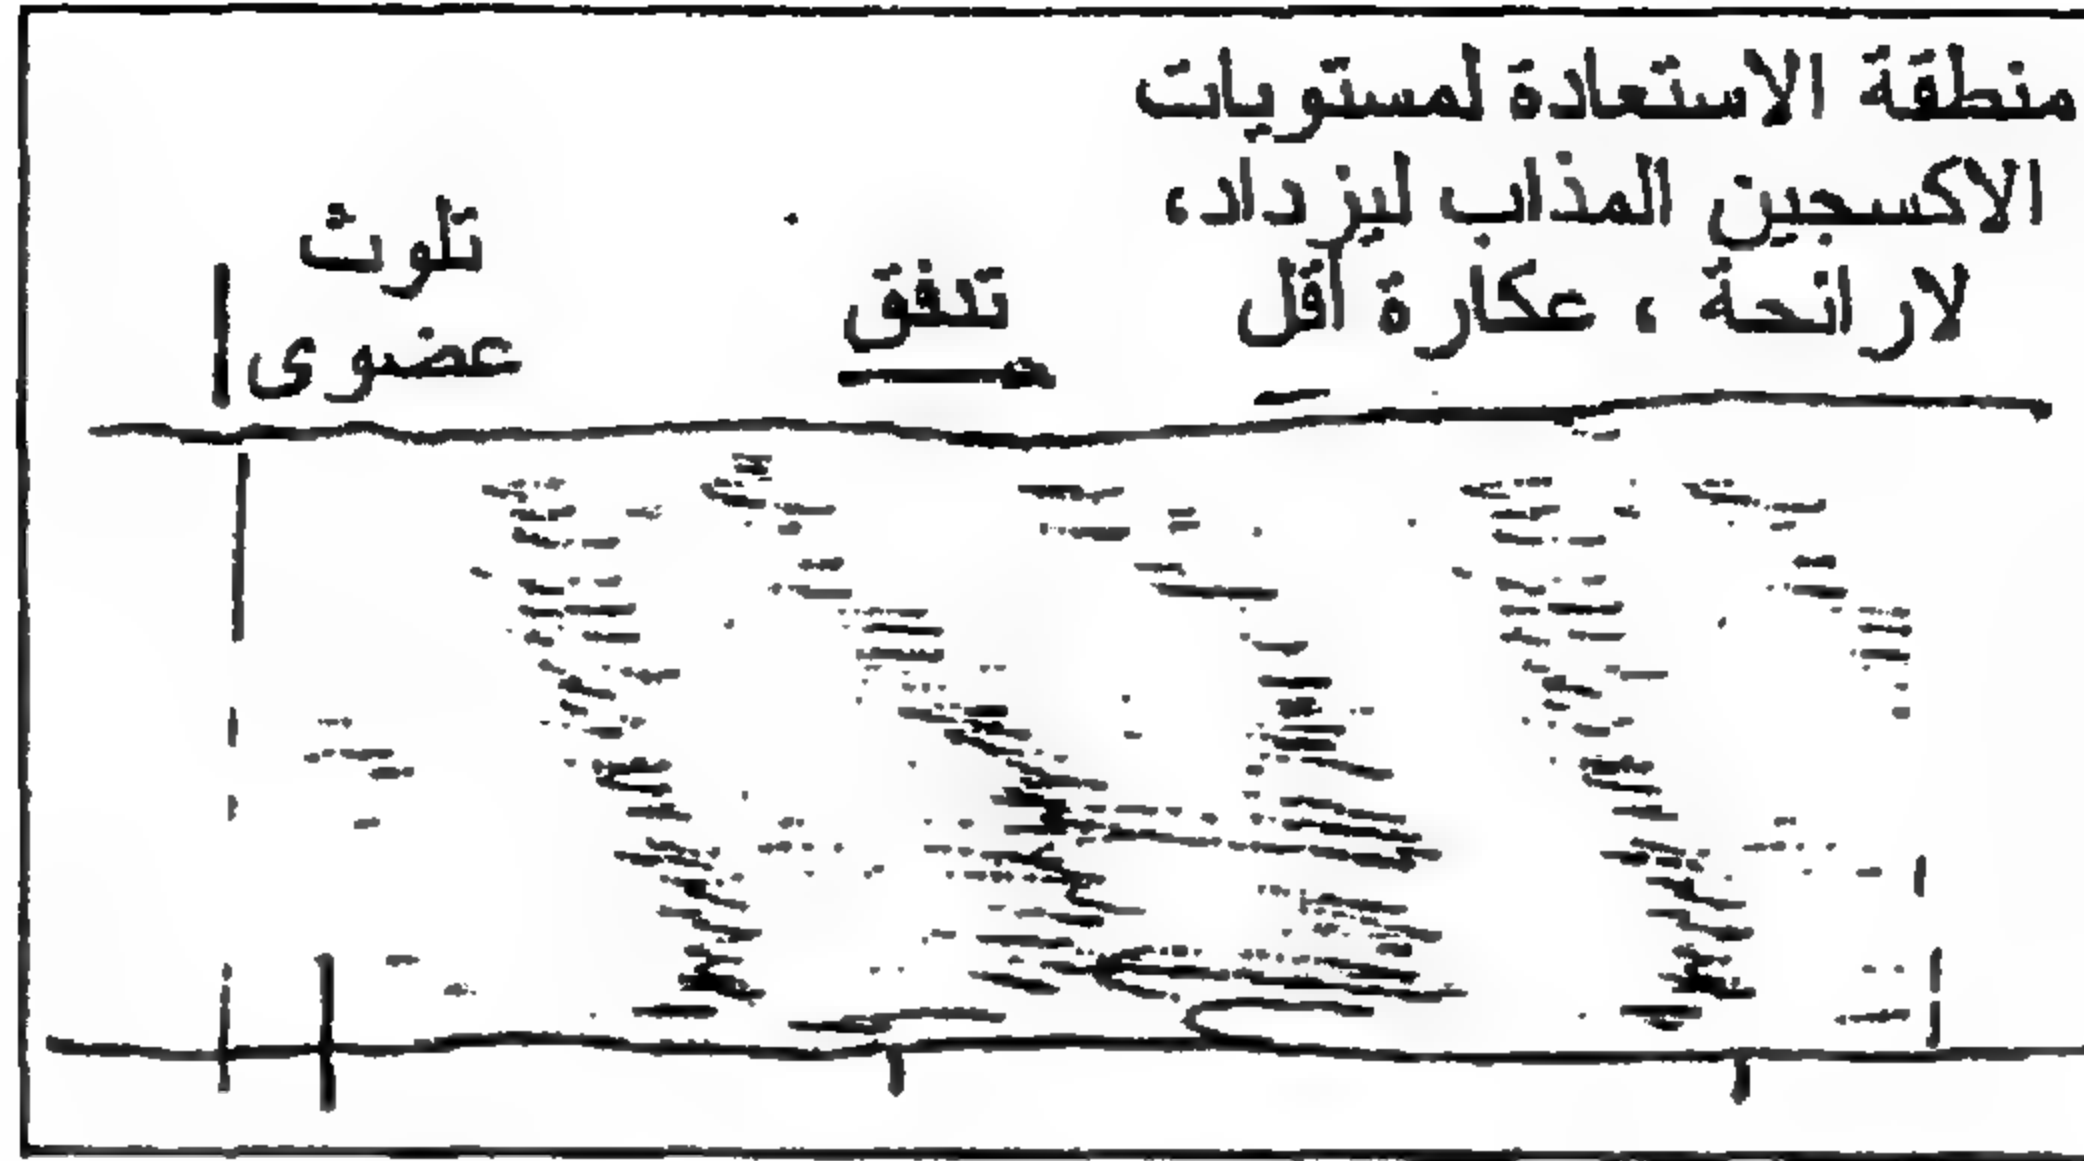 منطقة الاستعادة لمستويات
الاكسجين المذاب ليزداد،
لارائحة ، عكارة أقل
تدفق
تلوث
عضوى